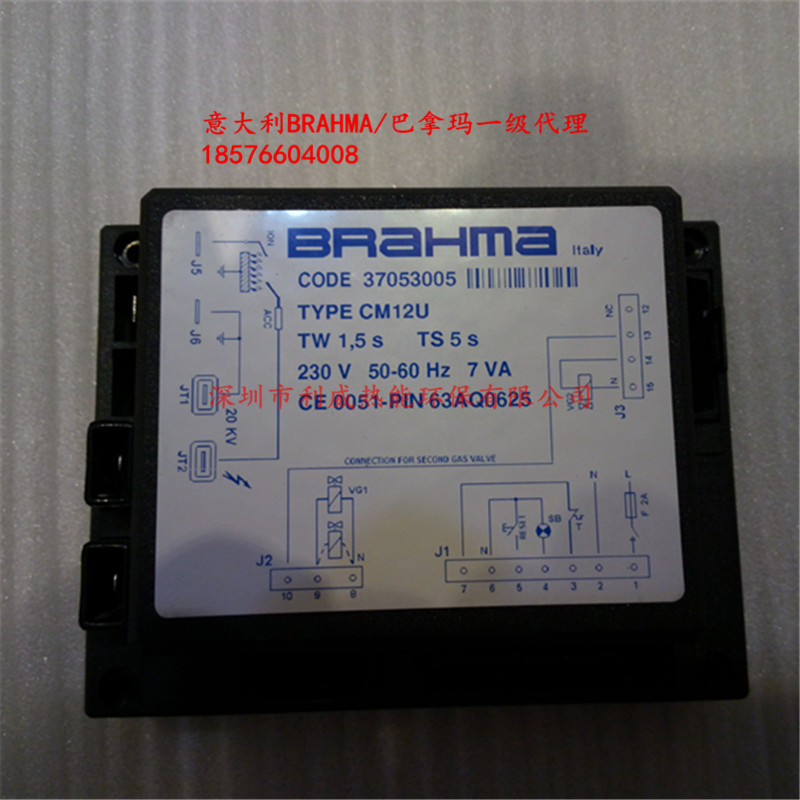 意大利BRAHMA/巴拿玛一级代理
18576604008
BRAHMA
Italy
CODE 37053005
TYPE CM12U
TW 1,5 s TS 5 s
230 V 50-60 Hz 7 VA
深圳市利成热能环保有限公司
CE 0051-PIN 63AQ0625
CONNECTION FOR SECOND GAS VALVE
J5
ION
J6
ACC
JT1
20 KV
JT2
NC
12
13
14
15
VG2
J3
VG1
N
J2
10 9 8
RESET
SB
T
N
N
L
F 2A
J1
7 6 5 4 3 2 1